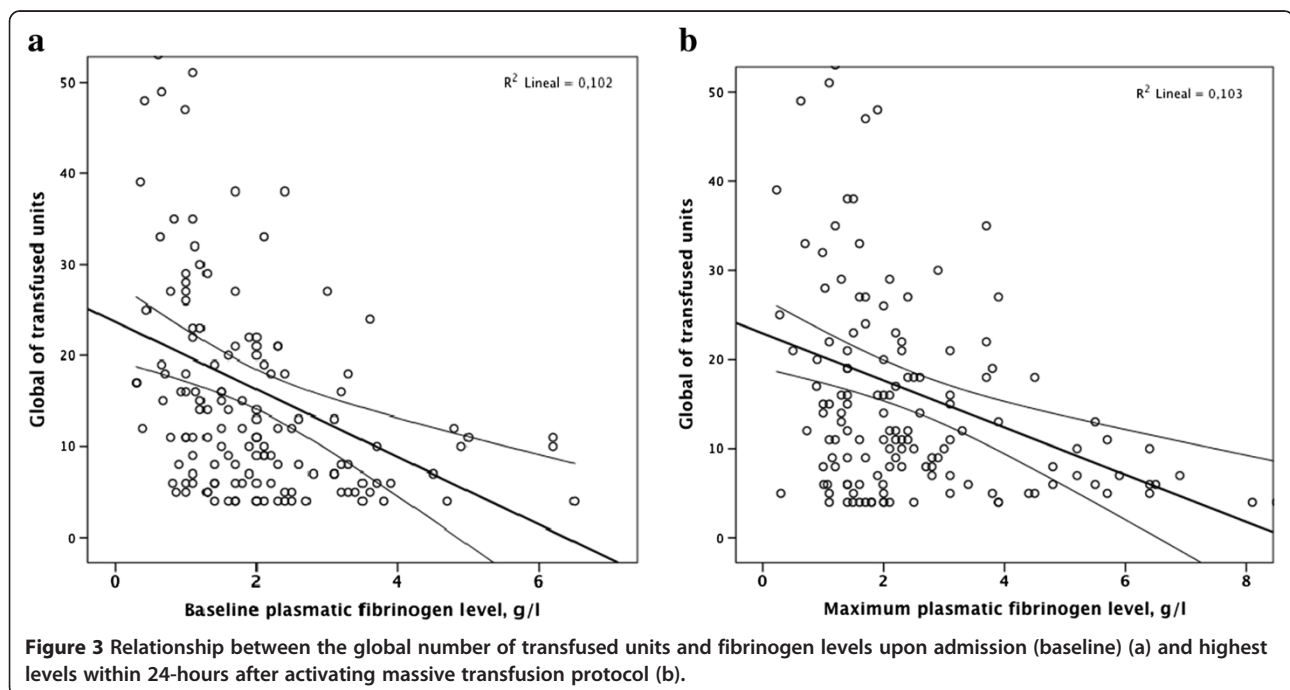 a
R² Lineal = 0,102
50
40
30
20
10
0
Global of transfused units
0 2 4 6
Baseline plasmatic fibrinogen level, g/l
b
R² Lineal = 0,103
50
40
30
20
10
0
Global of transfused units
0 2 4 6 8
Maximum plasmatic fibrinogen level, g/l
Figure 3 Relationship between the global number of transfused units and fibrinogen levels upon admission (baseline) (a) and highest
levels within 24-hours after activating massive transfusion protocol (b).